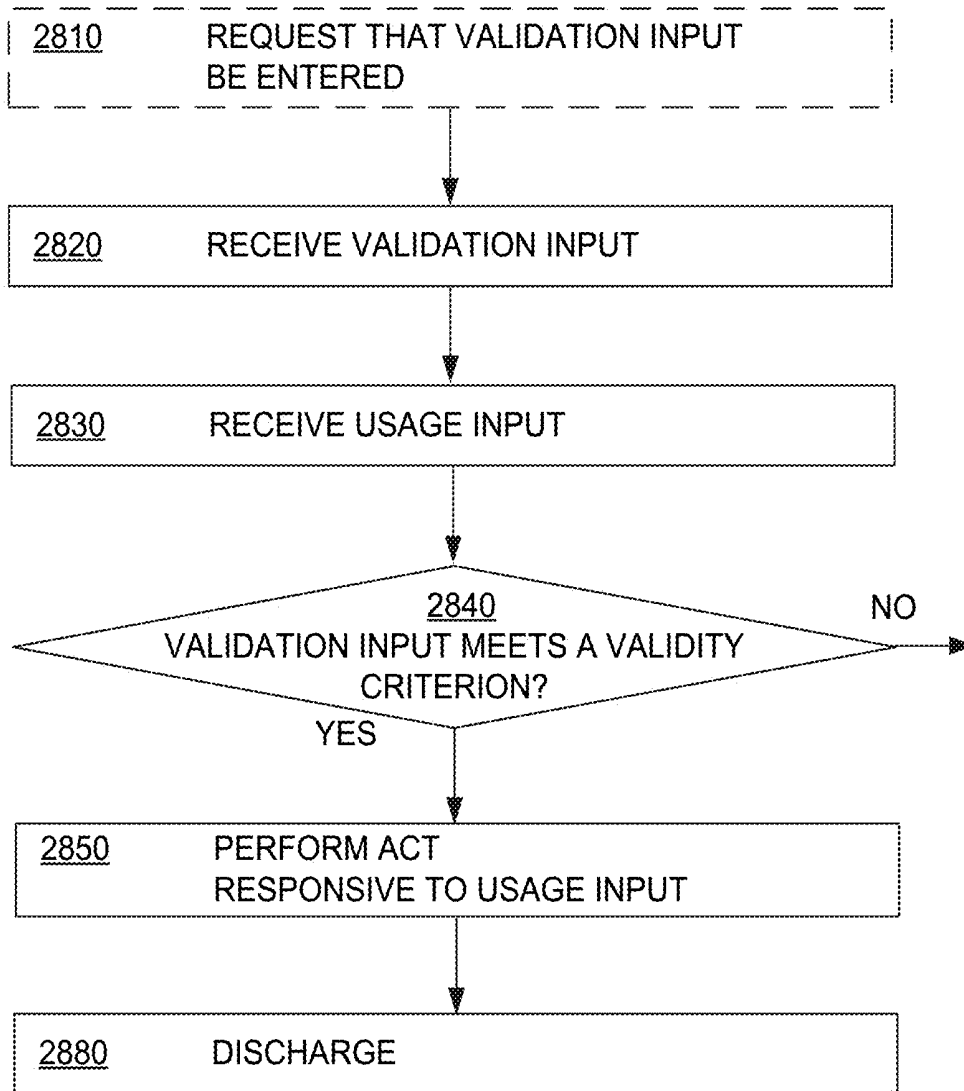 2810 REQUEST THAT VALIDATION INPUT
BE ENTERED
2820 RECEIVE VALIDATION INPUT
2830 RECEIVE USAGE INPUT
2840
VALIDATION INPUT MEETS A VALIDITY
CRITERION?
NO
YES
2850 PERFORM ACT
RESPONSIVE TO USAGE INPUT
2880 DISCHARGE